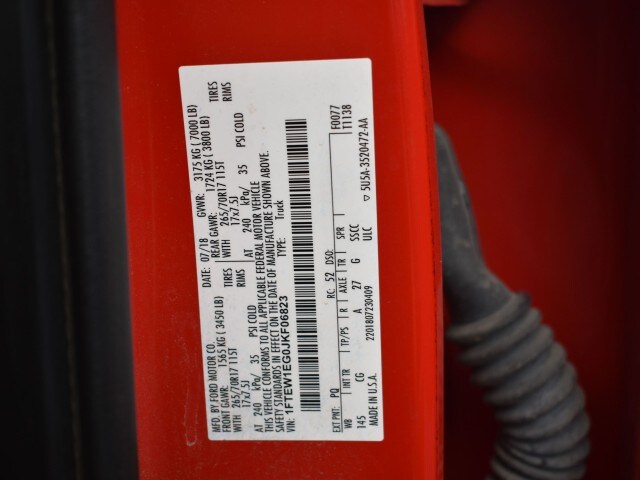 MFD. BY FORD MOTOR CO.
DATE: 07/18 GVWR: 3175 KG ( 7000 LB)
FRONT GAWR: 1565 KG ( 3450 LB) REAR GAWR: 1724 KG ( 3800 LB)
265/70R17 115T TIRES WITH 265/70R17 115T TIRES
17x7.5J RIMS 17x7.5J RIMS
AT 240 kPa/ 35 PSI COLD AT 240 kPa/ 35 PSI COLD
THIS VEHICLE CONFORMS TO ALL APPLICABLE FEDERAL MOTOR VEHICLE
SAFETY STANDARDS IN EFFECT ON THE DATE OF MANUFACTURE SHOWN ABOVE.
VIN: 1FTEW1EG0JKF06823 TYPE: Truck
EXT PNT: PQ RC: 52 DSO: F0077
WB INT TR TP/PS R AXLE TR SPR T1138
145 CG A 27 G SSCC
MADE IN U.S.A. 2201807230409 ULC
▽ 5U5A-3520472-AA